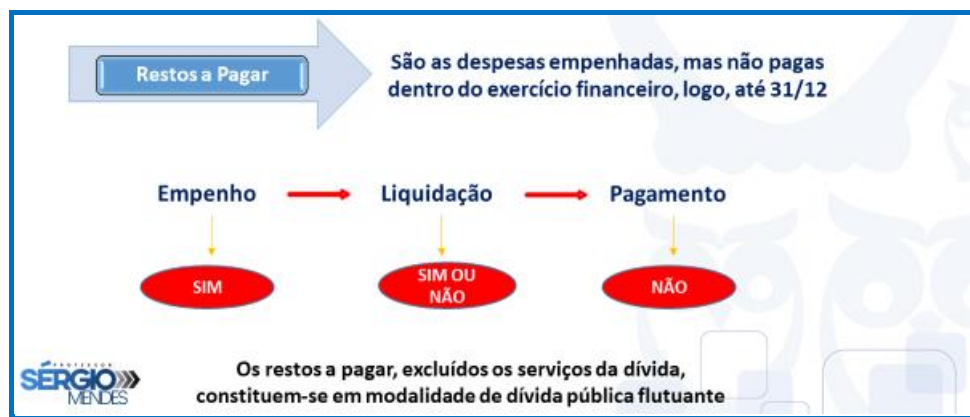 Restos a Pagar
São as despesas empenhadas, mas não pagas
dentro do exercício financeiro, logo, até 31/12
Empenho
Liquidação
Pagamento
SIM
SIM OU
NÃO
NÃO
PROFESSOR
SÉRGIO
MENDES
Os restos a pagar, excluídos os serviços da dívida,
constituem-se em modalidade de dívida pública flutuante